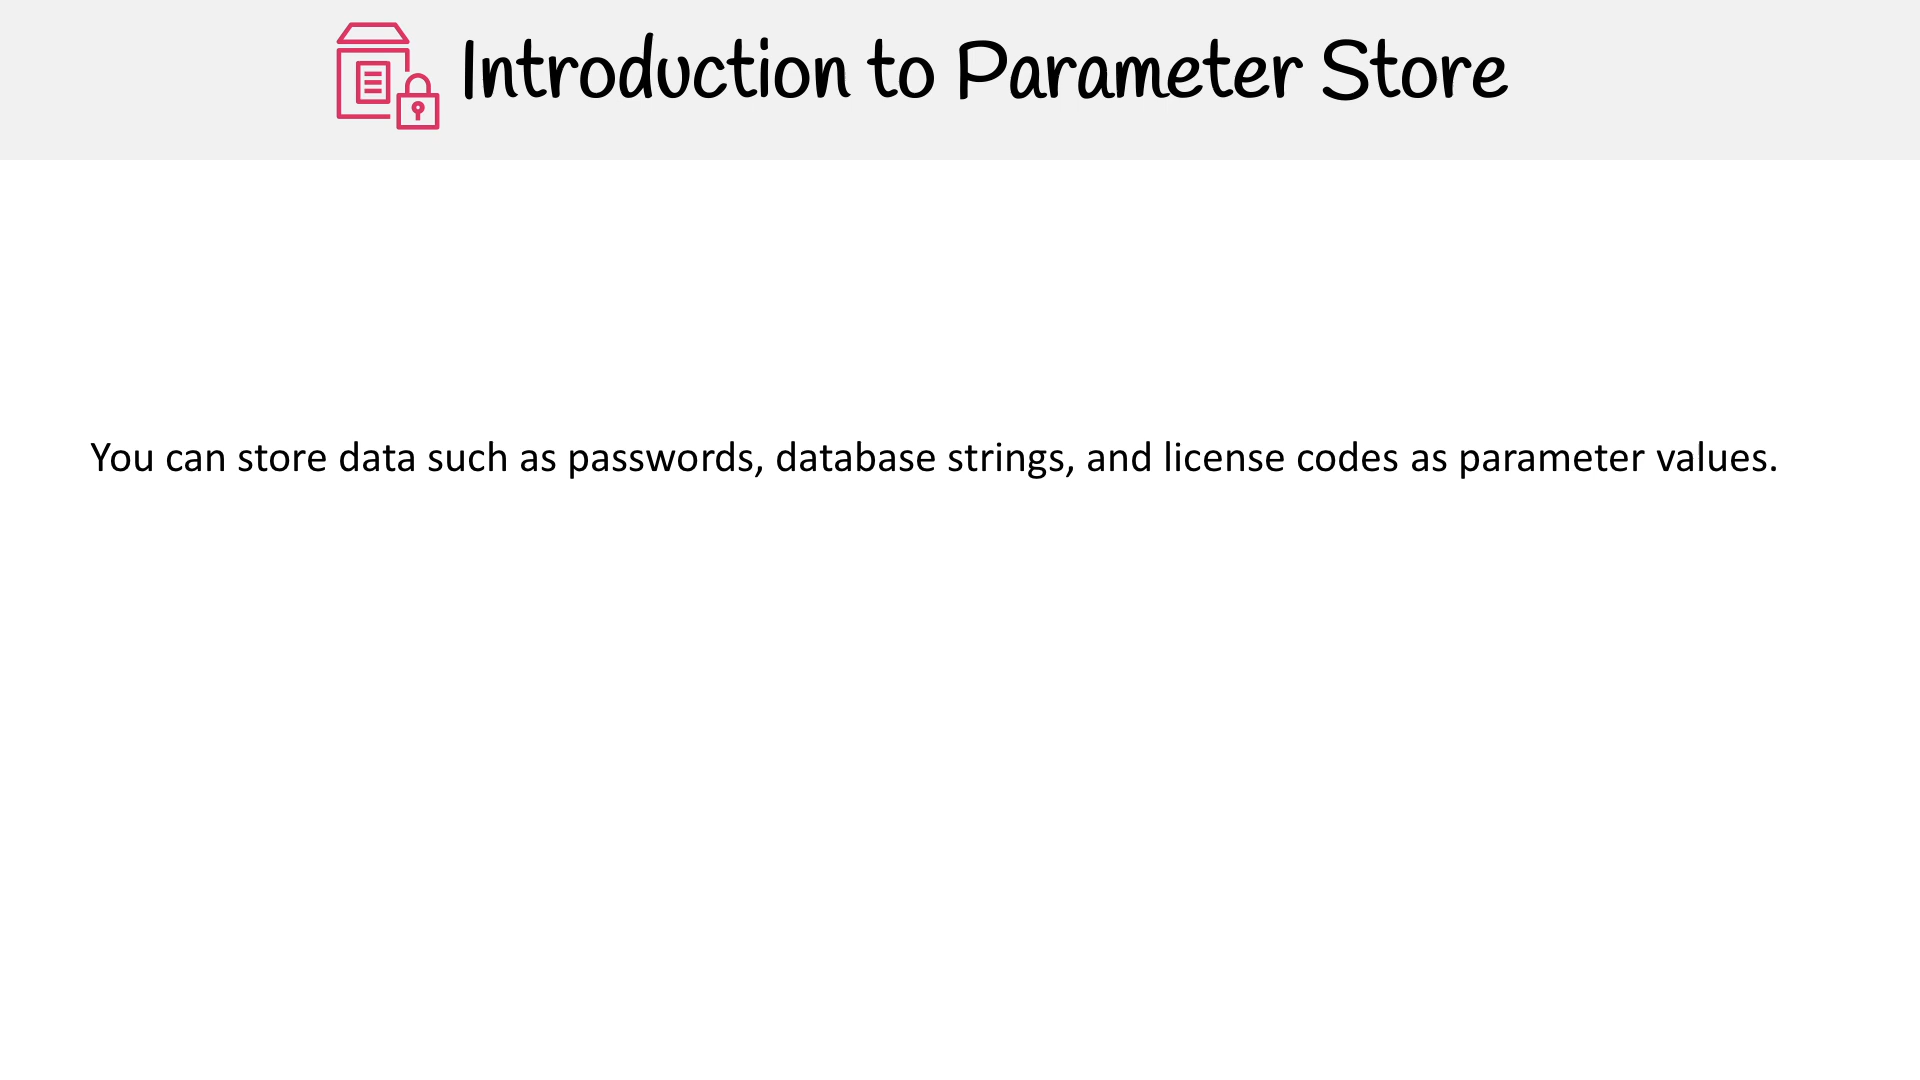 Introduction to Parameter Store
You can store data such as passwords, database strings, and license codes as parameter values.